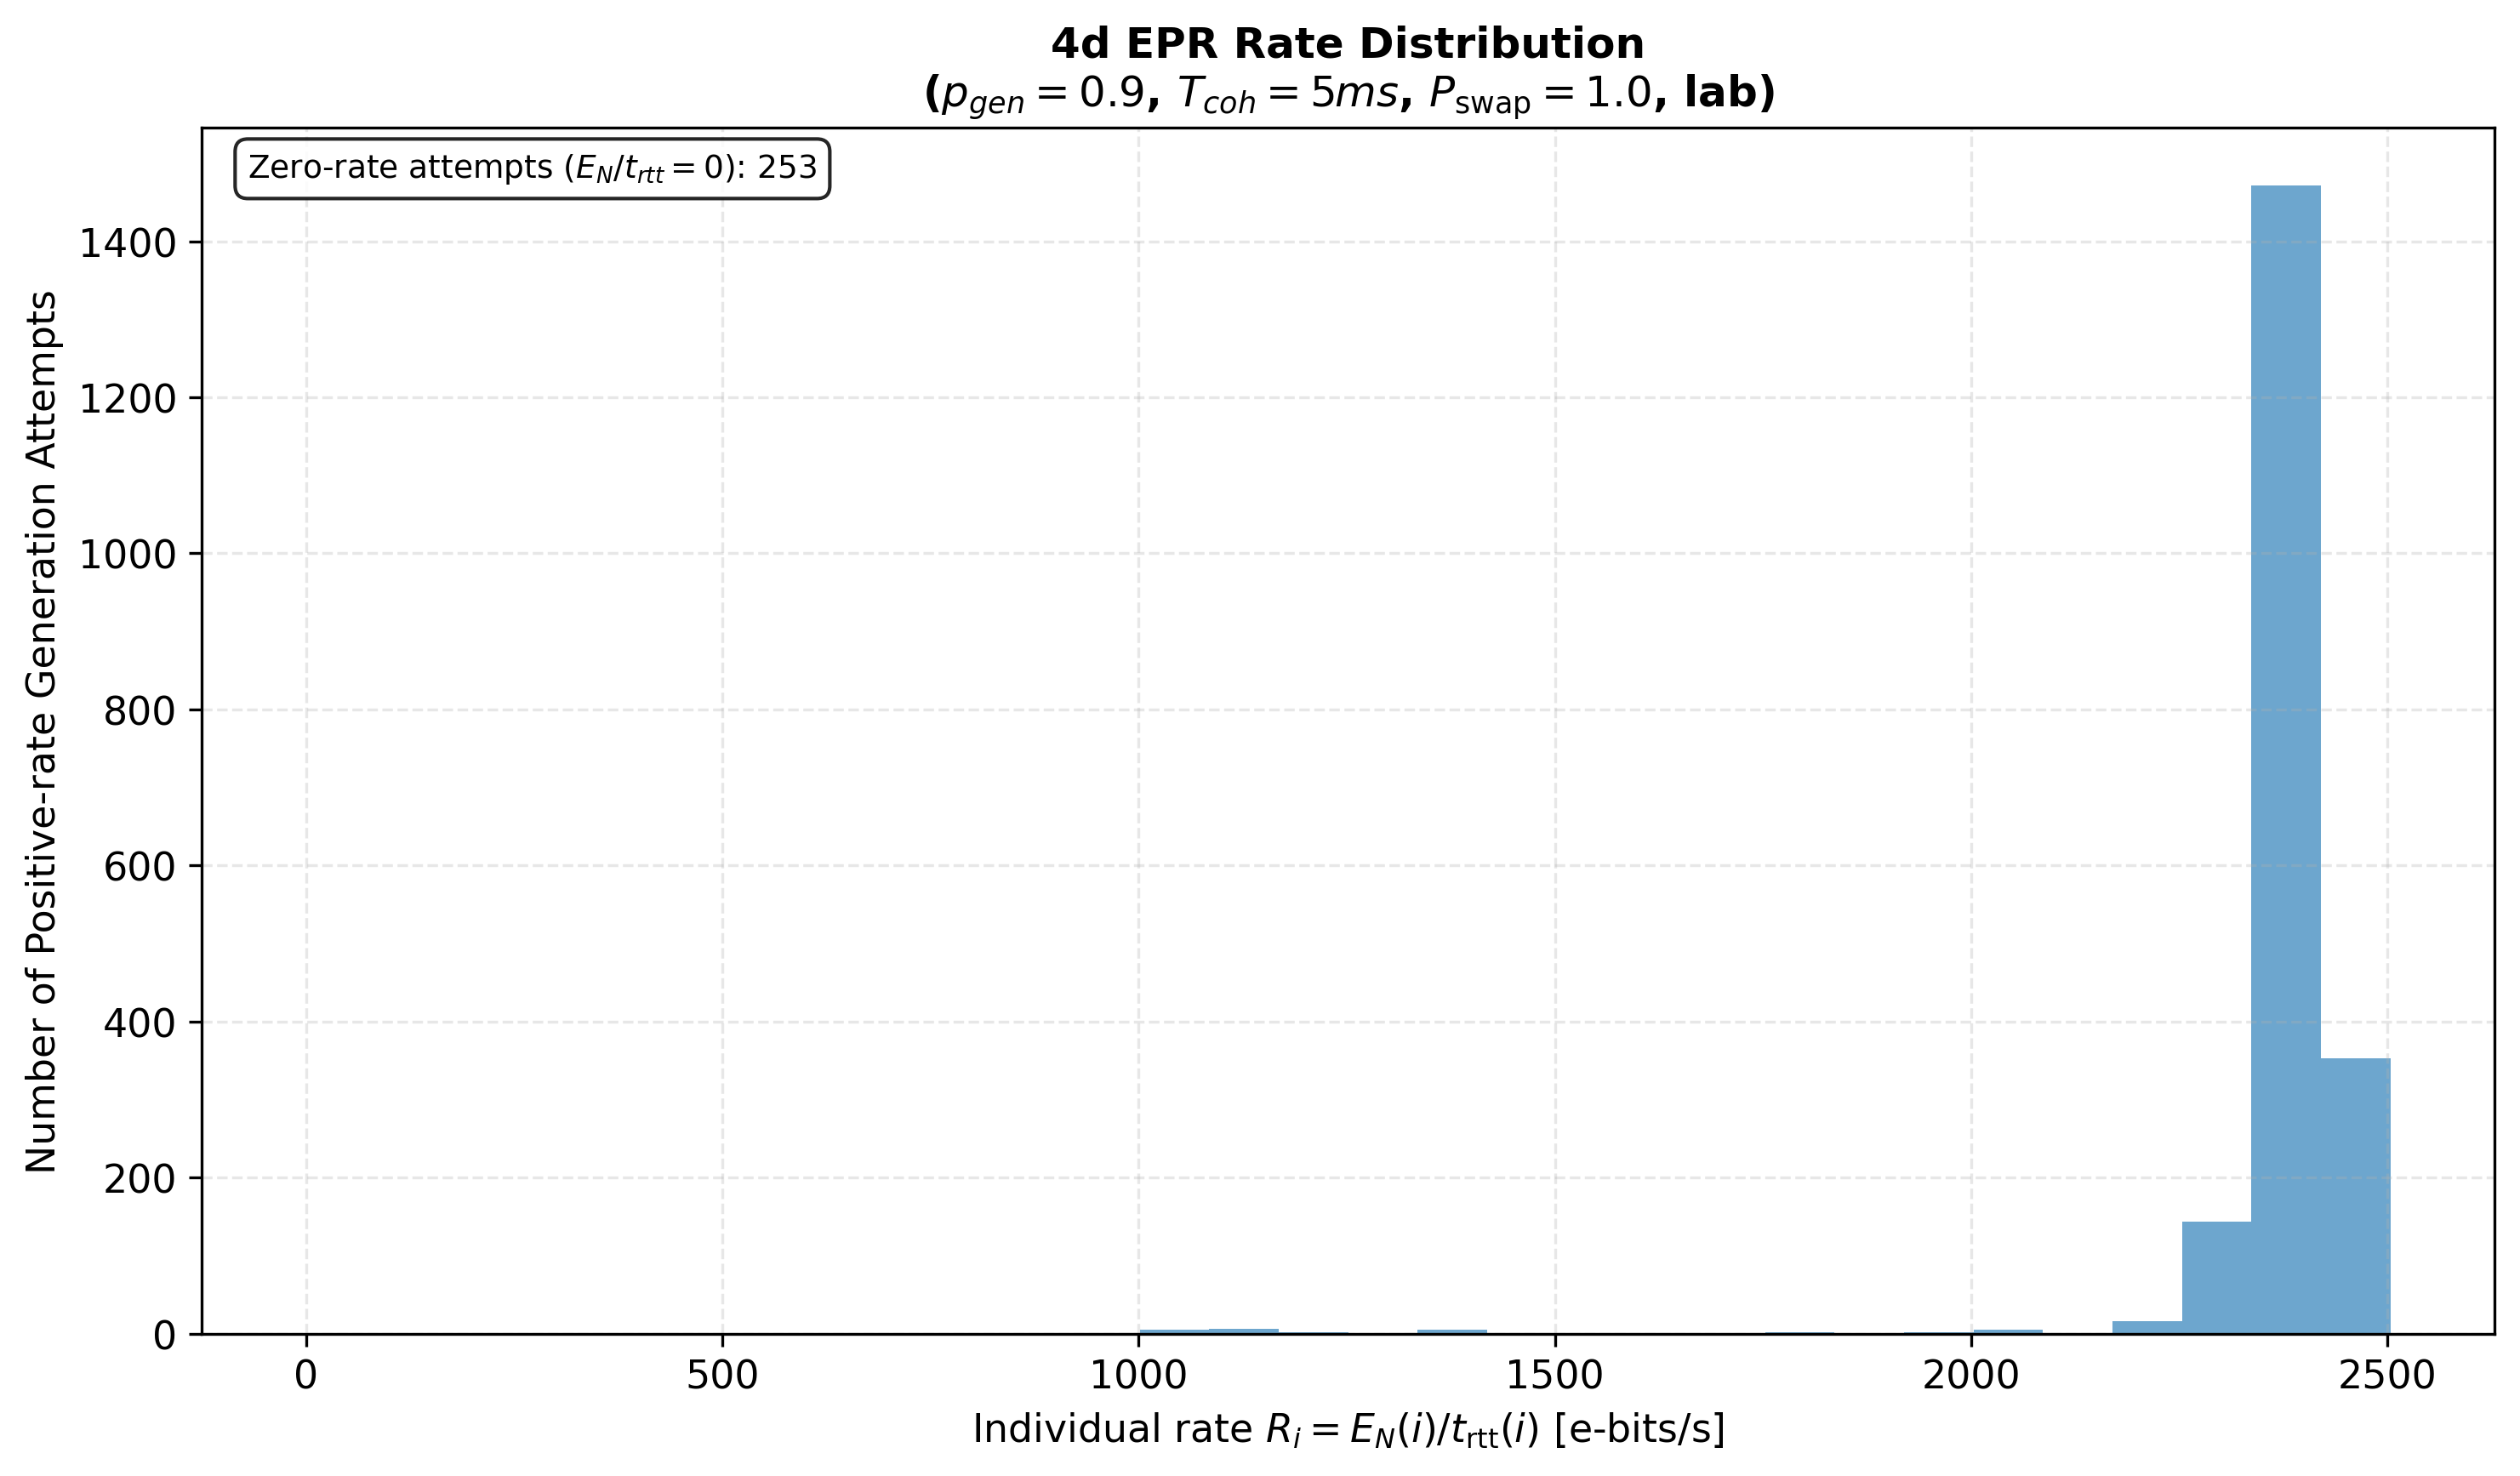 4d EPR Rate Distribution
(p_gen = 0.9, T_coh = 5ms, P_swap = 1.0, lab)
Zero-rate attempts (E_N/t_rtt = 0): 253
Number of Positive-rate Generation Attempts
1400
1200
1000
800
600
400
200
0
0 500 1000 1500 2000 2500
Individual rate R_i = E_N(i)/t_rtt(i) [e-bits/s]